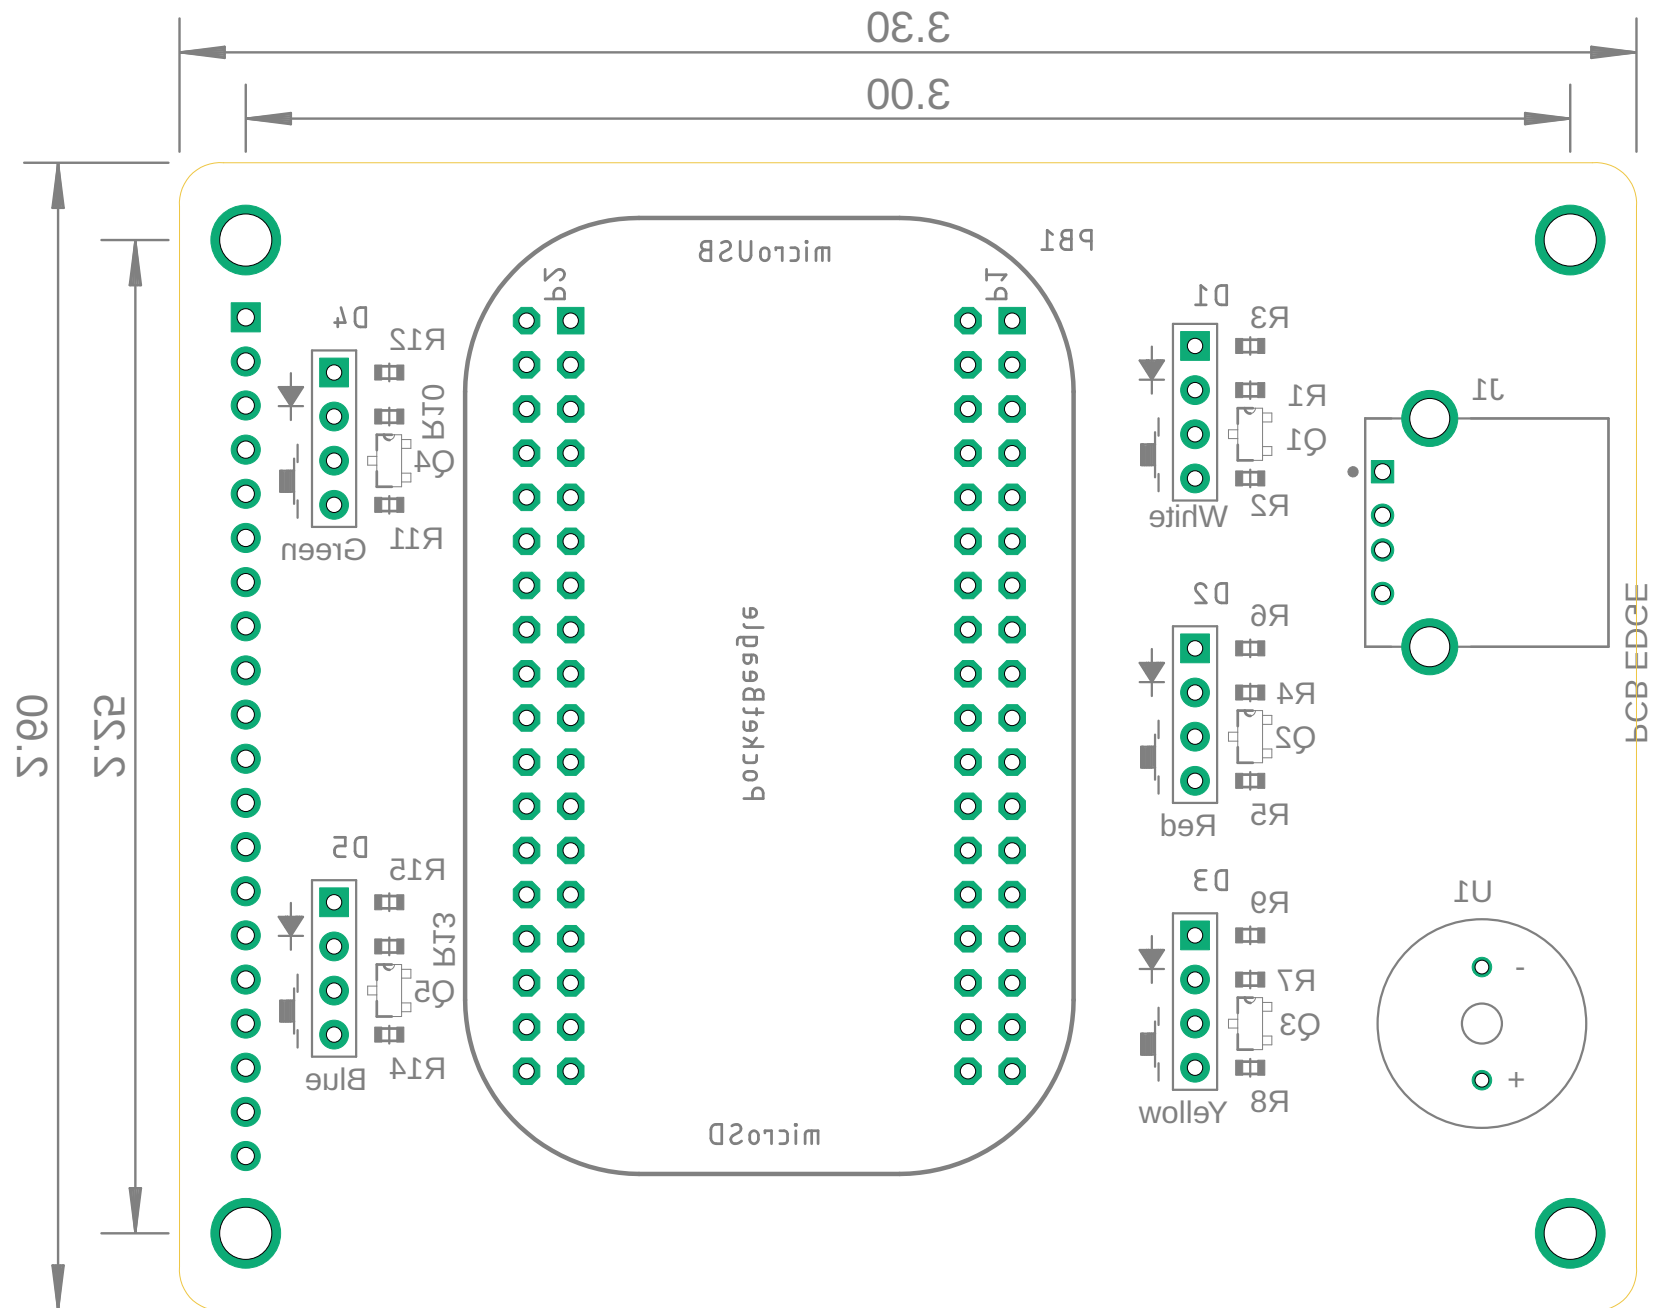 3.30
3.00
microUSB
PB1
P2
P1
D1
R3
D4
R12
J1
R1
R10
Q1
Q4
R2
White
R11
Green
D2
R6
PCB EDGE
PocketBeagle
R4
Q2
2.60
2.25
R5
Red
D5
R15
D3
R9
U1
R13
R7
-
Q5
Q3
R14
Blue
+
R8
Yellow
microSD